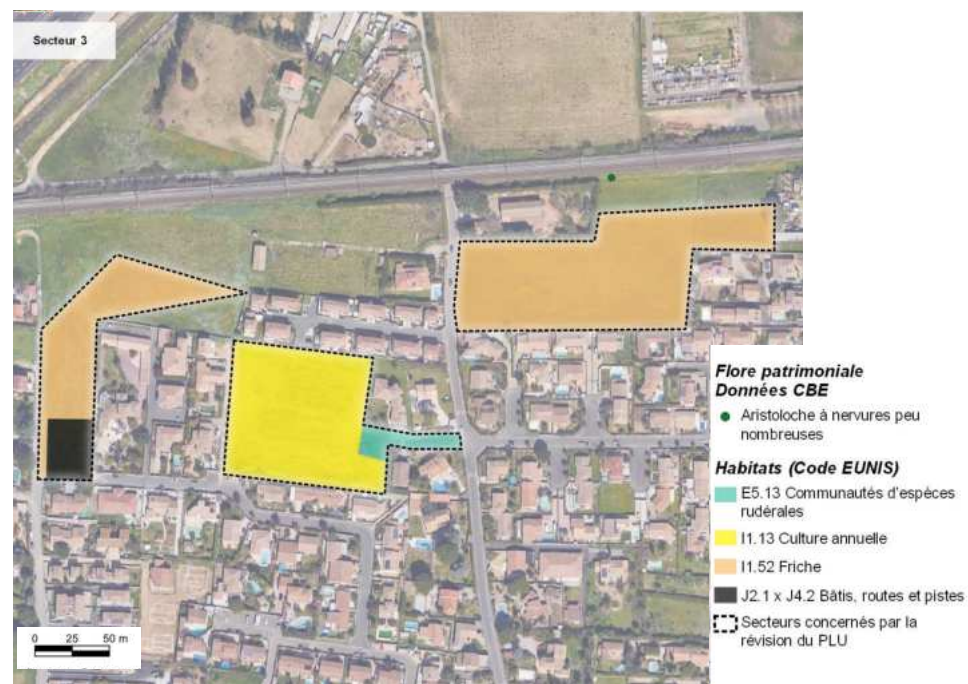 Secteur 3
Flore patrimoniale
Données CBE
Aristoloche à nervures peu
nombreuses
Habitats (Code EUNIS)
E5.13 Communautés d'espèces
rudérales
I1.13 Culture annuelle
I1.52 Friche
J2.1 x J4.2 Bâtis, routes et pistes
Secteurs concernés par la
révision du PLU
0 25 50 m